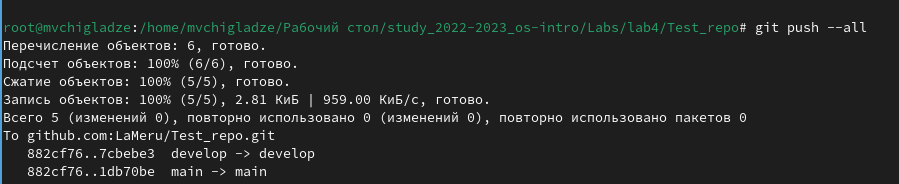 root@mvchigladze:/home/mvchigladze/Рабочий стол/study_2022-2023_os-intro/Labs/lab4/Test_repo# git push --all
Перечисление объектов: 6, готово.
Подсчет объектов: 100% (6/6), готово.
Сжатие объектов: 100% (5/5), готово.
Запись объектов: 100% (5/5), 2.81 КиБ | 959.00 КиБ/с, готово.
Всего 5 (изменений 0), повторно использовано 0 (изменений 0), повторно использовано пакетов 0
To github.com:LaMeru/Test_repo.git
   882cf76..7cbebe3  develop -> develop
   882cf76..1db70be  main -> main